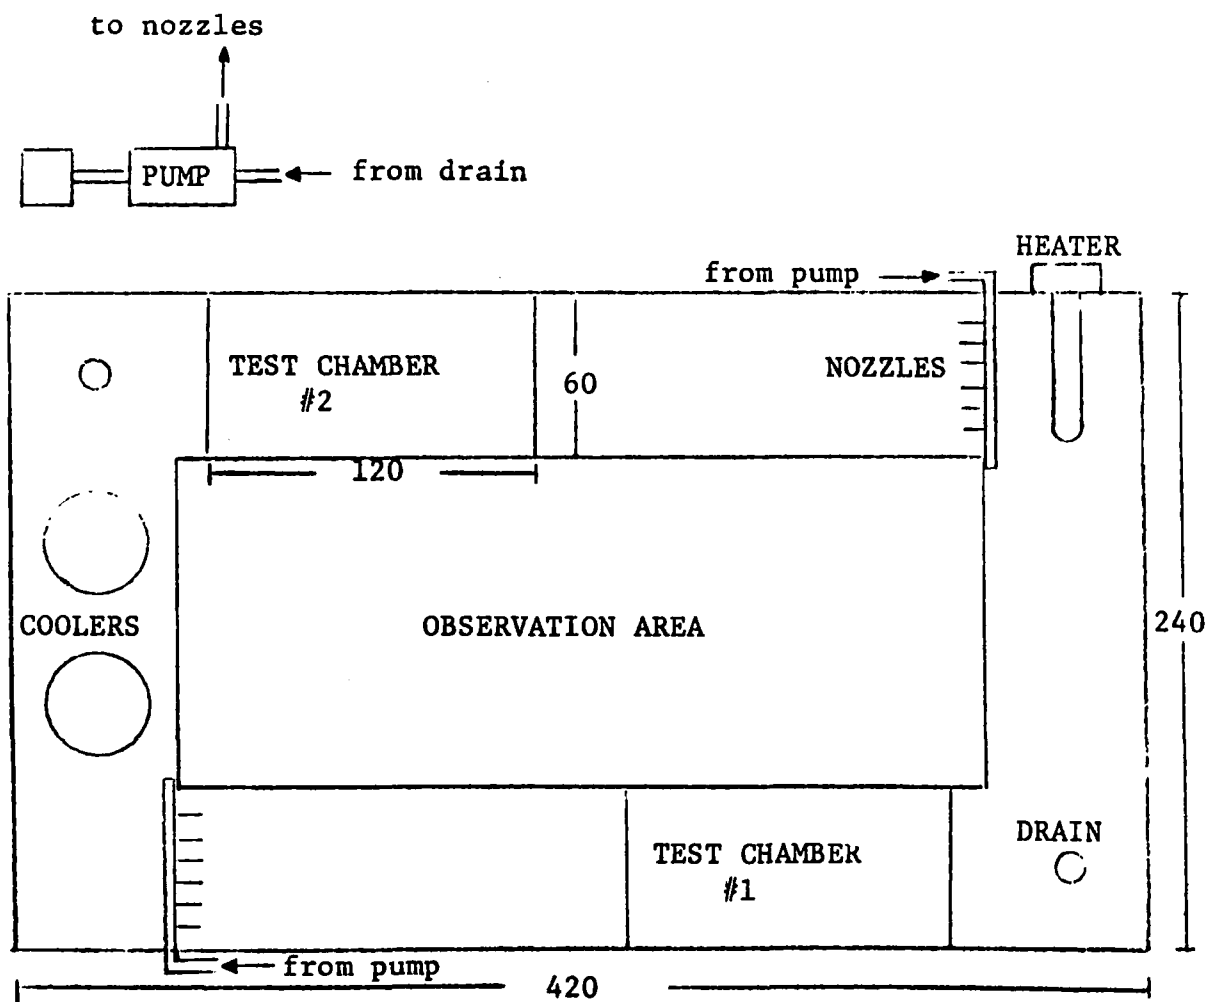 to nozzles
PUMP
from drain
HEATER
from pump
TEST CHAMBER
#2
60
NOZZLES
120
COOLERS
OBSERVATION AREA
240
TEST CHAMBER
#1
DRAIN
from pump
420